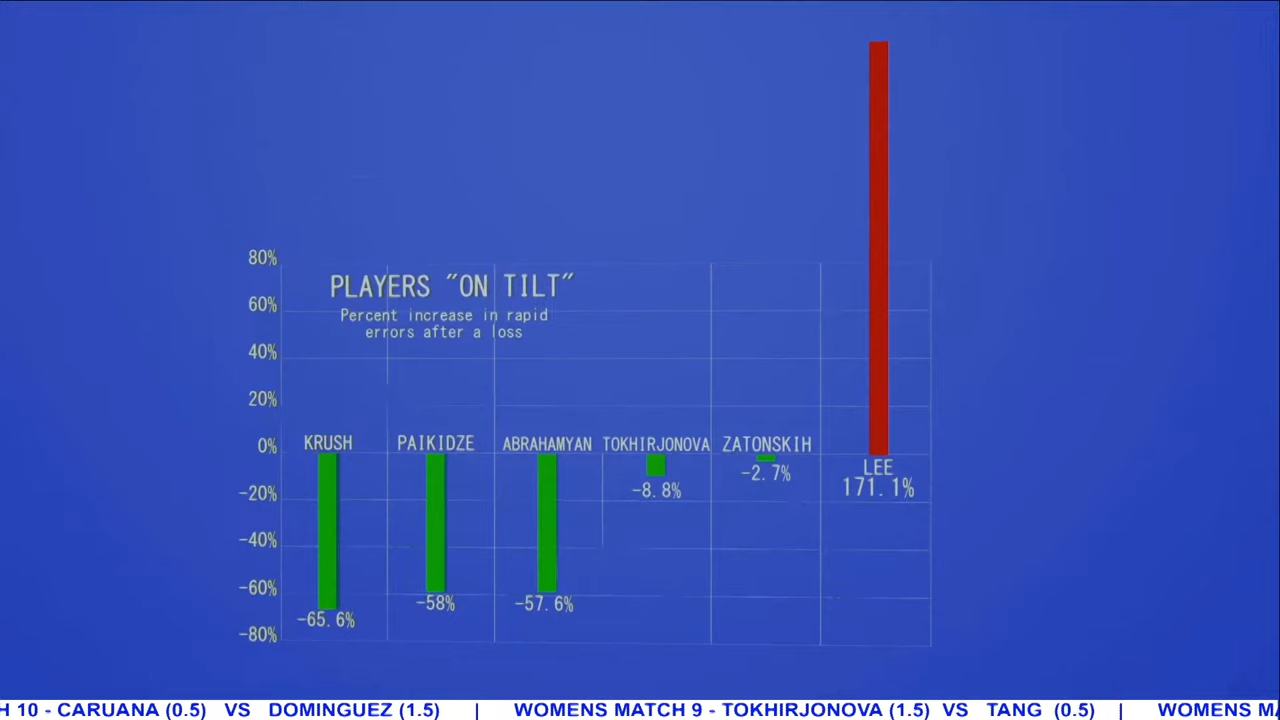 80%
PLAYERS "ON TILT"
60%
Percent increase in rapid
errors after a loss
40%
20%
0%
KRUSH PAIKIDZE ABRAHAMYAN TOKHIRJONOVA ZATONSKIH
LEE
-2.7%
171.1%
-8.8%
-20%
-40%
-60%
-58% -57.6%
-65.6%
-80%
H 10 - CARUANA (0.5) VS DOMINGUEZ (1.5) | WOMENS MATCH 9 - TOKHIRJONOVA (1.5) VS TANG (0.5) | WOMENS MA